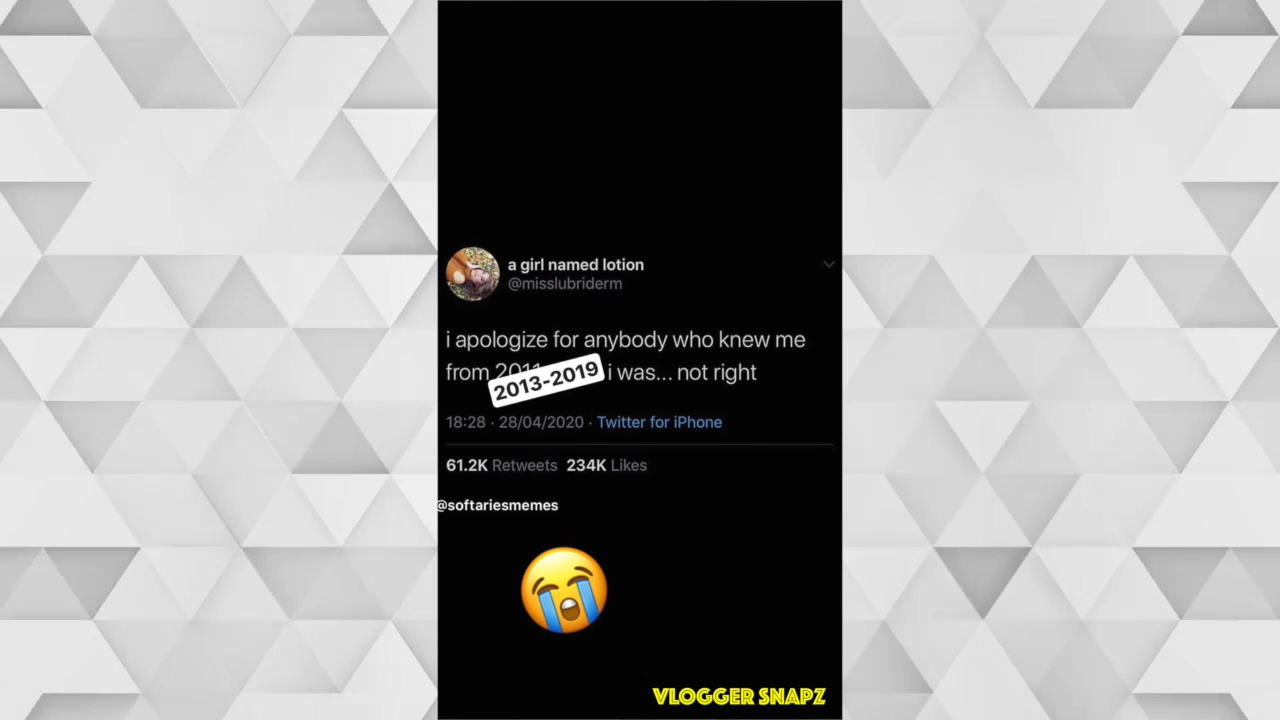 a girl named lotion
@misslubriderm
i apologize for anybody who knew me
from 2011 2013-2019 i was... not right
18:28 · 28/04/2020 · Twitter for iPhone
61.2K Retweets 234K Likes
@softariesmemes
VLOGGER SNAPZ